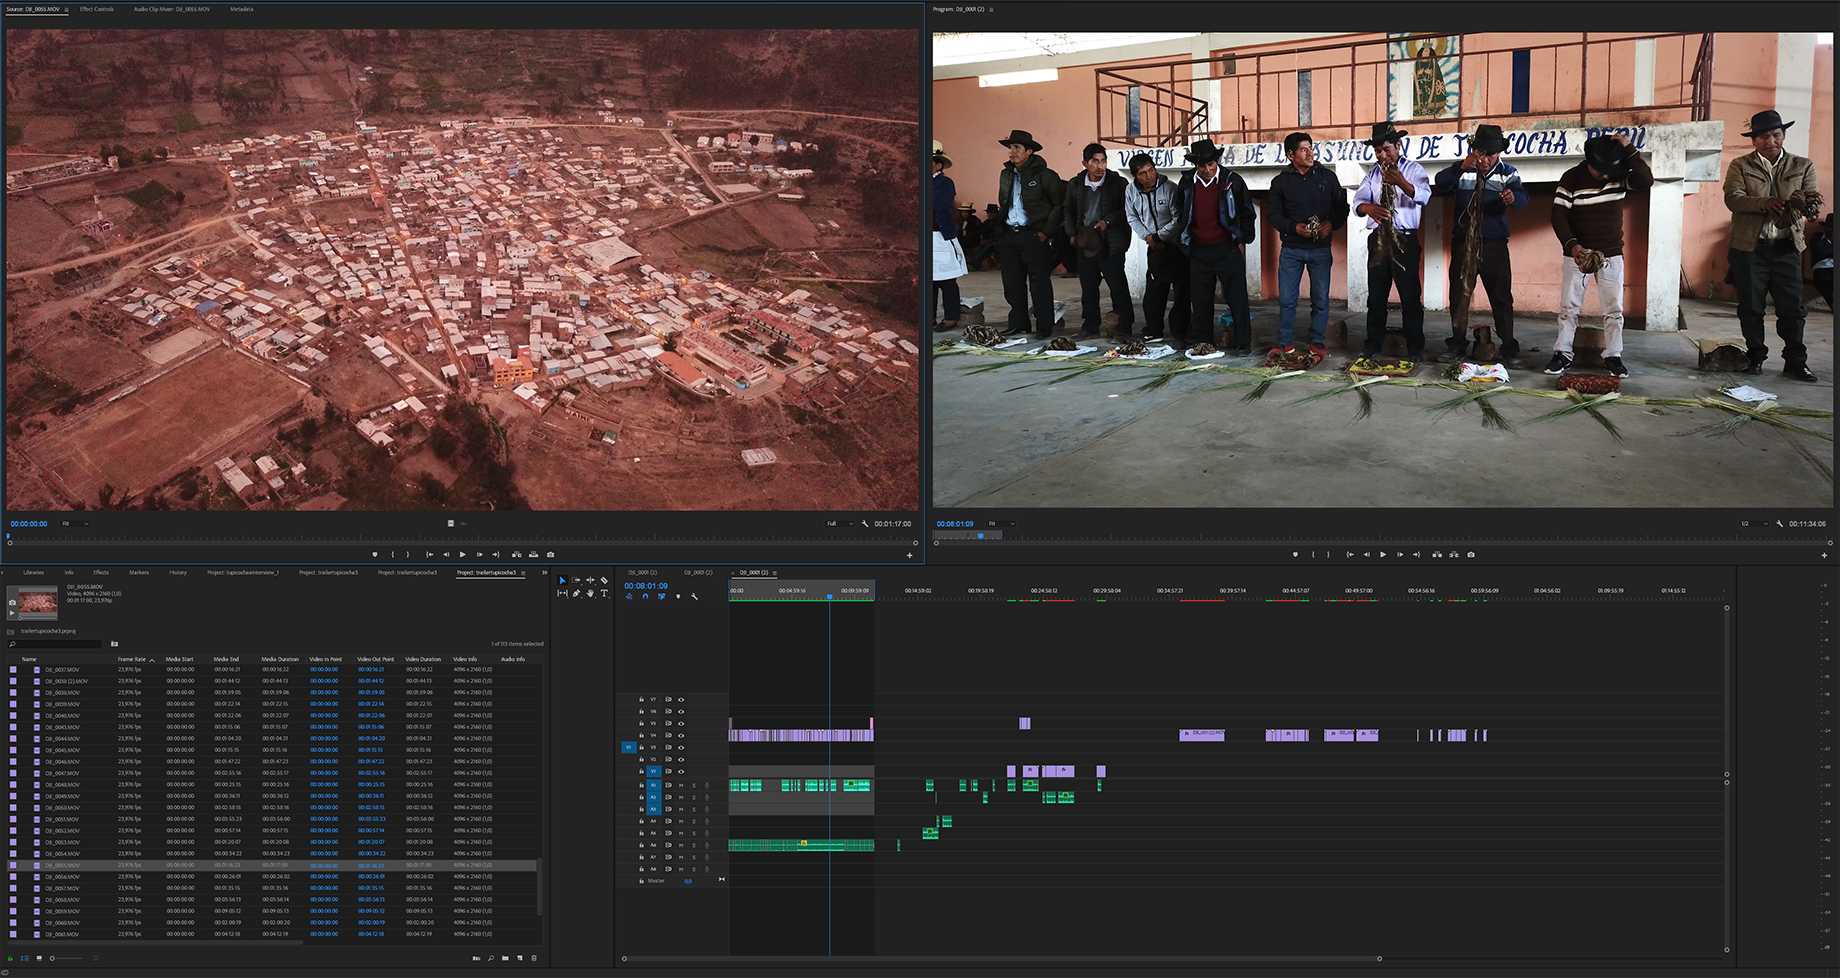 Source: DJI_0055.MOV
Effect Controls
Audio Clip Mixer: DJI_0055.MOV
Metadata
Program: DJI_0001 (2)
DE
DE
COCHA PERU
00:00:00:00
Fit
Full
00:01:17:00
00:08:01:09
Fit
1/2
00:11:34:06
Libraries
Info
Effects
Markers
History
Project: tupicochaainterview_1
Project: trailertupicocha3
Project: trailertupicocha3
Project: trailertupicocha3
DJI_0055.MOV
Video, 4096 x 2160 (1,0)
00:01:17:00, 23,976p
trailertupicocha3.prproj
1 of 113 items selected
Name Frame Rate Media Start Media End Media Duration Video In Point Video Out Point Video Duration Video Info Audio Info
DJI_0037.MOV 23,976 fps 00:00:00:00 00:00:16:21 00:00:16:22 00:00:00:00 00:00:16:21 00:00:16:22 4096 x 2160 (1,0)
DJI_0038 (2).MOV 23,976 fps 00:00:00:00 00:01:44:12 00:01:44:13 00:00:00:00 00:01:44:12 00:01:44:13 4096 x 2160 (1,0)
DJI_0038.MOV 23,976 fps 00:00:00:00 00:01:59:05 00:01:59:06 00:00:00:00 00:01:59:05 00:01:59:06 4096 x 2160 (1,0)
DJI_0039.MOV 23,976 fps 00:00:00:00 00:01:22:14 00:01:22:15 00:00:00:00 00:01:22:14 00:01:22:15 4096 x 2160 (1,0)
DJI_0040.MOV 23,976 fps 00:00:00:00 00:01:22:06 00:01:22:07 00:00:00:00 00:01:22:06 00:01:22:07 4096 x 2160 (1,0)
DJI_0043.MOV 23,976 fps 00:00:00:00 00:01:15:06 00:01:15:07 00:00:00:00 00:01:15:06 00:01:15:07 4096 x 2160 (1,0)
DJI_0044.MOV 23,976 fps 00:00:00:00 00:01:04:20 00:01:04:21 00:00:00:00 00:01:04:20 00:01:04:21 4096 x 2160 (1,0)
DJI_0045.MOV 23,976 fps 00:00:00:00 00:01:15:15 00:01:15:16 00:00:00:00 00:01:15:15 00:01:15:16 4096 x 2160 (1,0)
DJI_0046.MOV 23,976 fps 00:00:00:00 00:01:47:22 00:01:47:23 00:00:00:00 00:01:47:22 00:01:47:23 4096 x 2160 (1,0)
DJI_0047.MOV 23,976 fps 00:00:00:00 00:02:55:16 00:02:55:17 00:00:00:00 00:02:55:16 00:02:55:17 4096 x 2160 (1,0)
DJI_0048.MOV 23,976 fps 00:00:00:00 00:00:25:15 00:00:25:16 00:00:00:00 00:00:25:15 00:00:25:16 4096 x 2160 (1,0)
DJI_0049.MOV 23,976 fps 00:00:00:00 00:00:36:11 00:00:36:12 00:00:00:00 00:00:36:11 00:00:36:12 4096 x 2160 (1,0)
DJI_0050.MOV 23,976 fps 00:00:00:00 00:02:58:15 00:02:58:16 00:00:00:00 00:02:58:15 00:02:58:16 4096 x 2160 (1,0)
DJI_0051.MOV 23,976 fps 00:00:00:00 00:03:55:23 00:03:56:00 00:00:00:00 00:03:55:23 00:03:56:00 4096 x 2160 (1,0)
DJI_0052.MOV 23,976 fps 00:00:00:00 00:00:57:14 00:00:57:15 00:00:00:00 00:00:57:14 00:00:57:15 4096 x 2160 (1,0)
DJI_0053.MOV 23,976 fps 00:00:00:00 00:01:20:07 00:01:20:08 00:00:00:00 00:01:20:07 00:01:20:08 4096 x 2160 (1,0)
DJI_0054.MOV 23,976 fps 00:00:00:00 00:00:34:22 00:00:34:23 00:00:00:00 00:00:34:22 00:00:34:23 4096 x 2160 (1,0)
DJI_0055.MOV 23,976 fps 00:00:00:00 00:01:16:23 00:01:17:00 00:00:00:00 00:01:16:23 00:01:17:00 4096 x 2160 (1,0)
DJI_0056.MOV 23,976 fps 00:00:00:00 00:00:26:01 00:00:26:02 00:00:00:00 00:00:26:01 00:00:26:02 4096 x 2160 (1,0)
DJI_0057.MOV 23,976 fps 00:00:00:00 00:01:35:15 00:01:35:16 00:00:00:00 00:01:35:15 00:01:35:16 4096 x 2160 (1,0)
DJI_0058.MOV 23,976 fps 00:00:00:00 00:03:56:13 00:03:56:14 00:00:00:00 00:03:56:13 00:03:56:14 4096 x 2160 (1,0)
DJI_0059.MOV 23,976 fps 00:00:00:00 00:09:05:12 00:09:05:13 00:00:00:00 00:09:05:12 00:09:05:13 4096 x 2160 (1,0)
DJI_0060.MOV 23,976 fps 00:00:00:00 00:02:00:19 00:02:00:20 00:00:00:00 00:02:00:19 00:02:00:20 4096 x 2160 (1,0)
DJI_0061.MOV 23,976 fps 00:00:00:00 00:04:12:18 00:04:12:19 00:00:00:00 00:04:12:18 00:04:12:19 4096 x 2160 (1,0)
DJI_0001 (2)
DJI_0001 (2)
DJI_0001 (2)
00:08:01:09
:00:00 00:04:59:16 00:09:59:09 00:14:59:02 00:19:58:19 00:24:58:12 00:29:58:04 00:34:57:21 00:39:57:14 00:44:57:07 00:49:57:00 00:54:56:16 00:59:56:09 01:04:56:02 01:09:55:19 01:14:55:12
V7
V6
V5
V4
V1 V3
V2
V1
A1 M S
A2 M S
A3 M S
A4 M S
A5 M S
A6 M S
A7 M S
A8 M S
Master 0,0